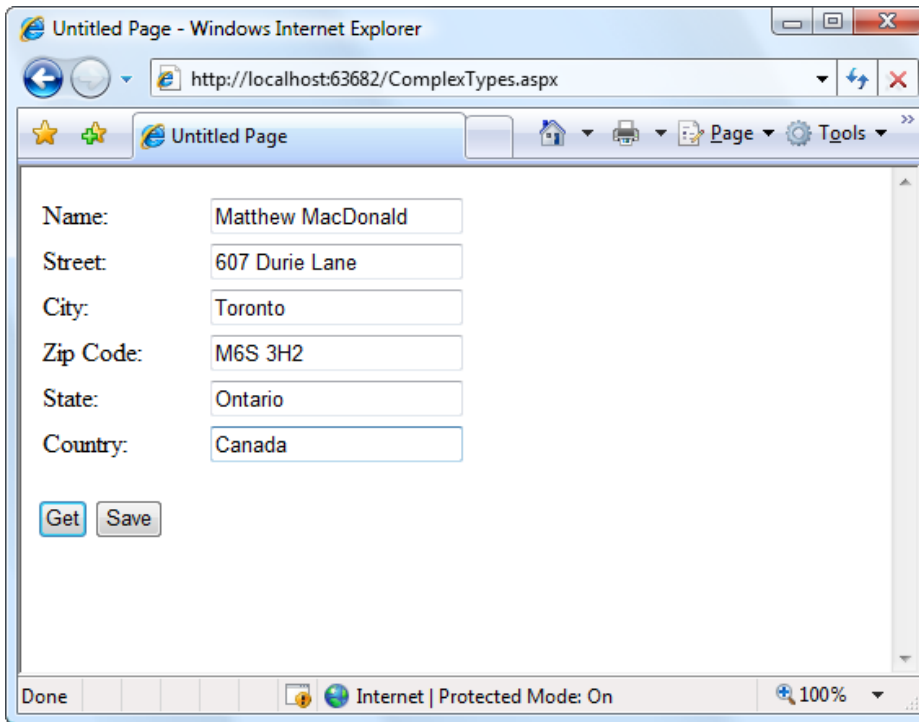 Untitled Page - Windows Internet Explorer
http://localhost:63682/ComplexTypes.aspx
Untitled Page
Page Tools
Name: Matthew MacDonald
Street: 607 Durie Lane
City: Toronto
Zip Code: M6S 3H2
State: Ontario
Country: Canada
Get Save
Done Internet | Protected Mode: On 100%